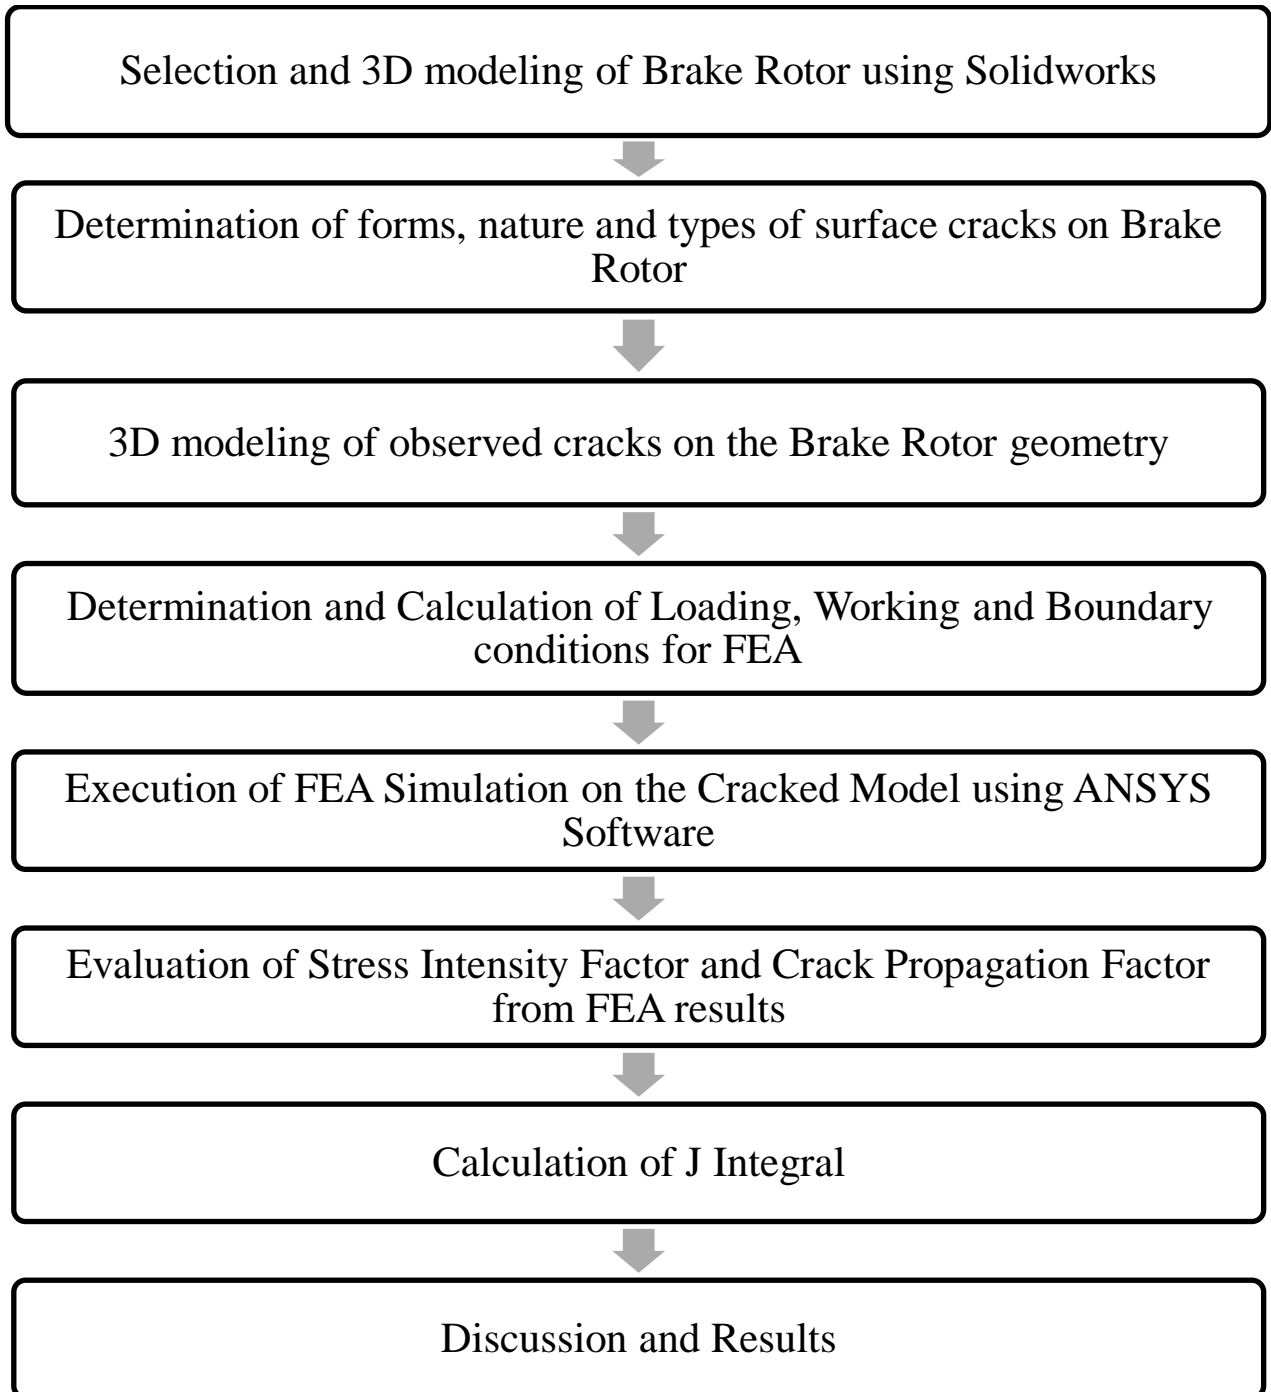 Selection and 3D modeling of Brake Rotor using Solidworks
Determination of forms, nature and types of surface cracks on Brake
Rotor
3D modeling of observed cracks on the Brake Rotor geometry
Determination and Calculation of Loading, Working and Boundary
conditions for FEA
Execution of FEA Simulation on the Cracked Model using ANSYS
Software
Evaluation of Stress Intensity Factor and Crack Propagation Factor
from FEA results
Calculation of J Integral
Discussion and Results